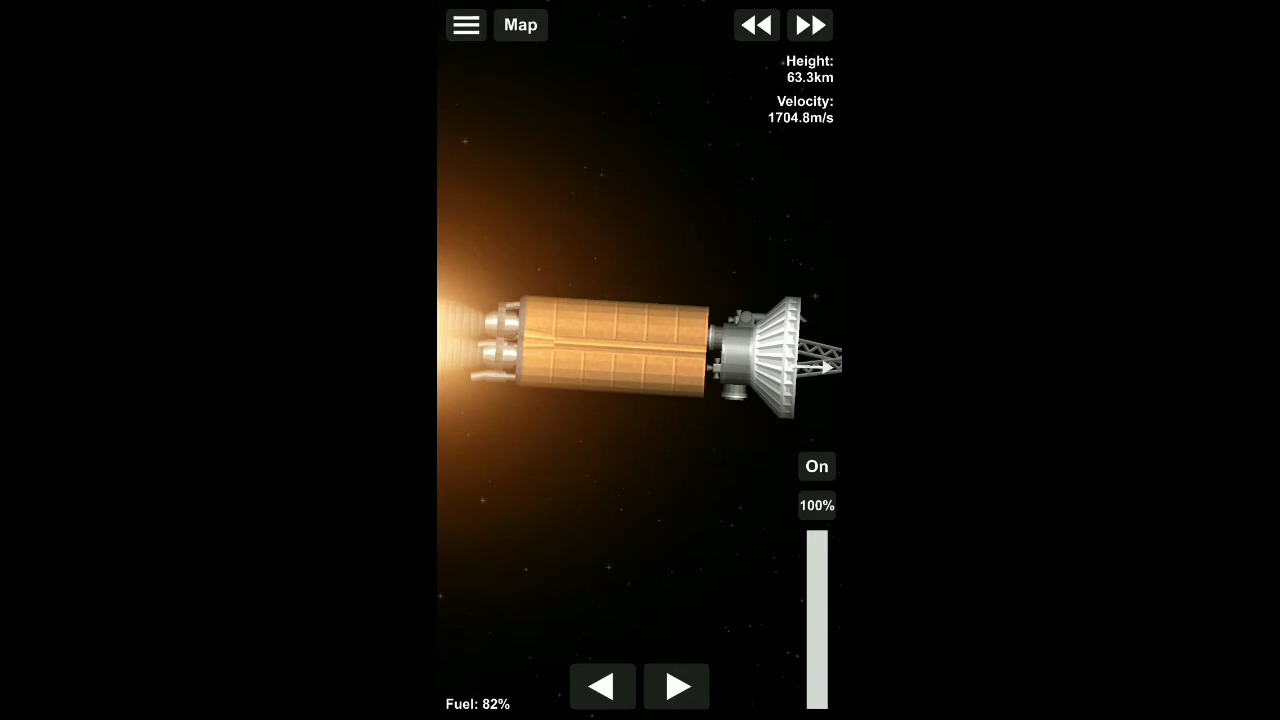 Map
Height:
63.3km
Velocity:
1704.8m/s
On
100%
Fuel: 82%